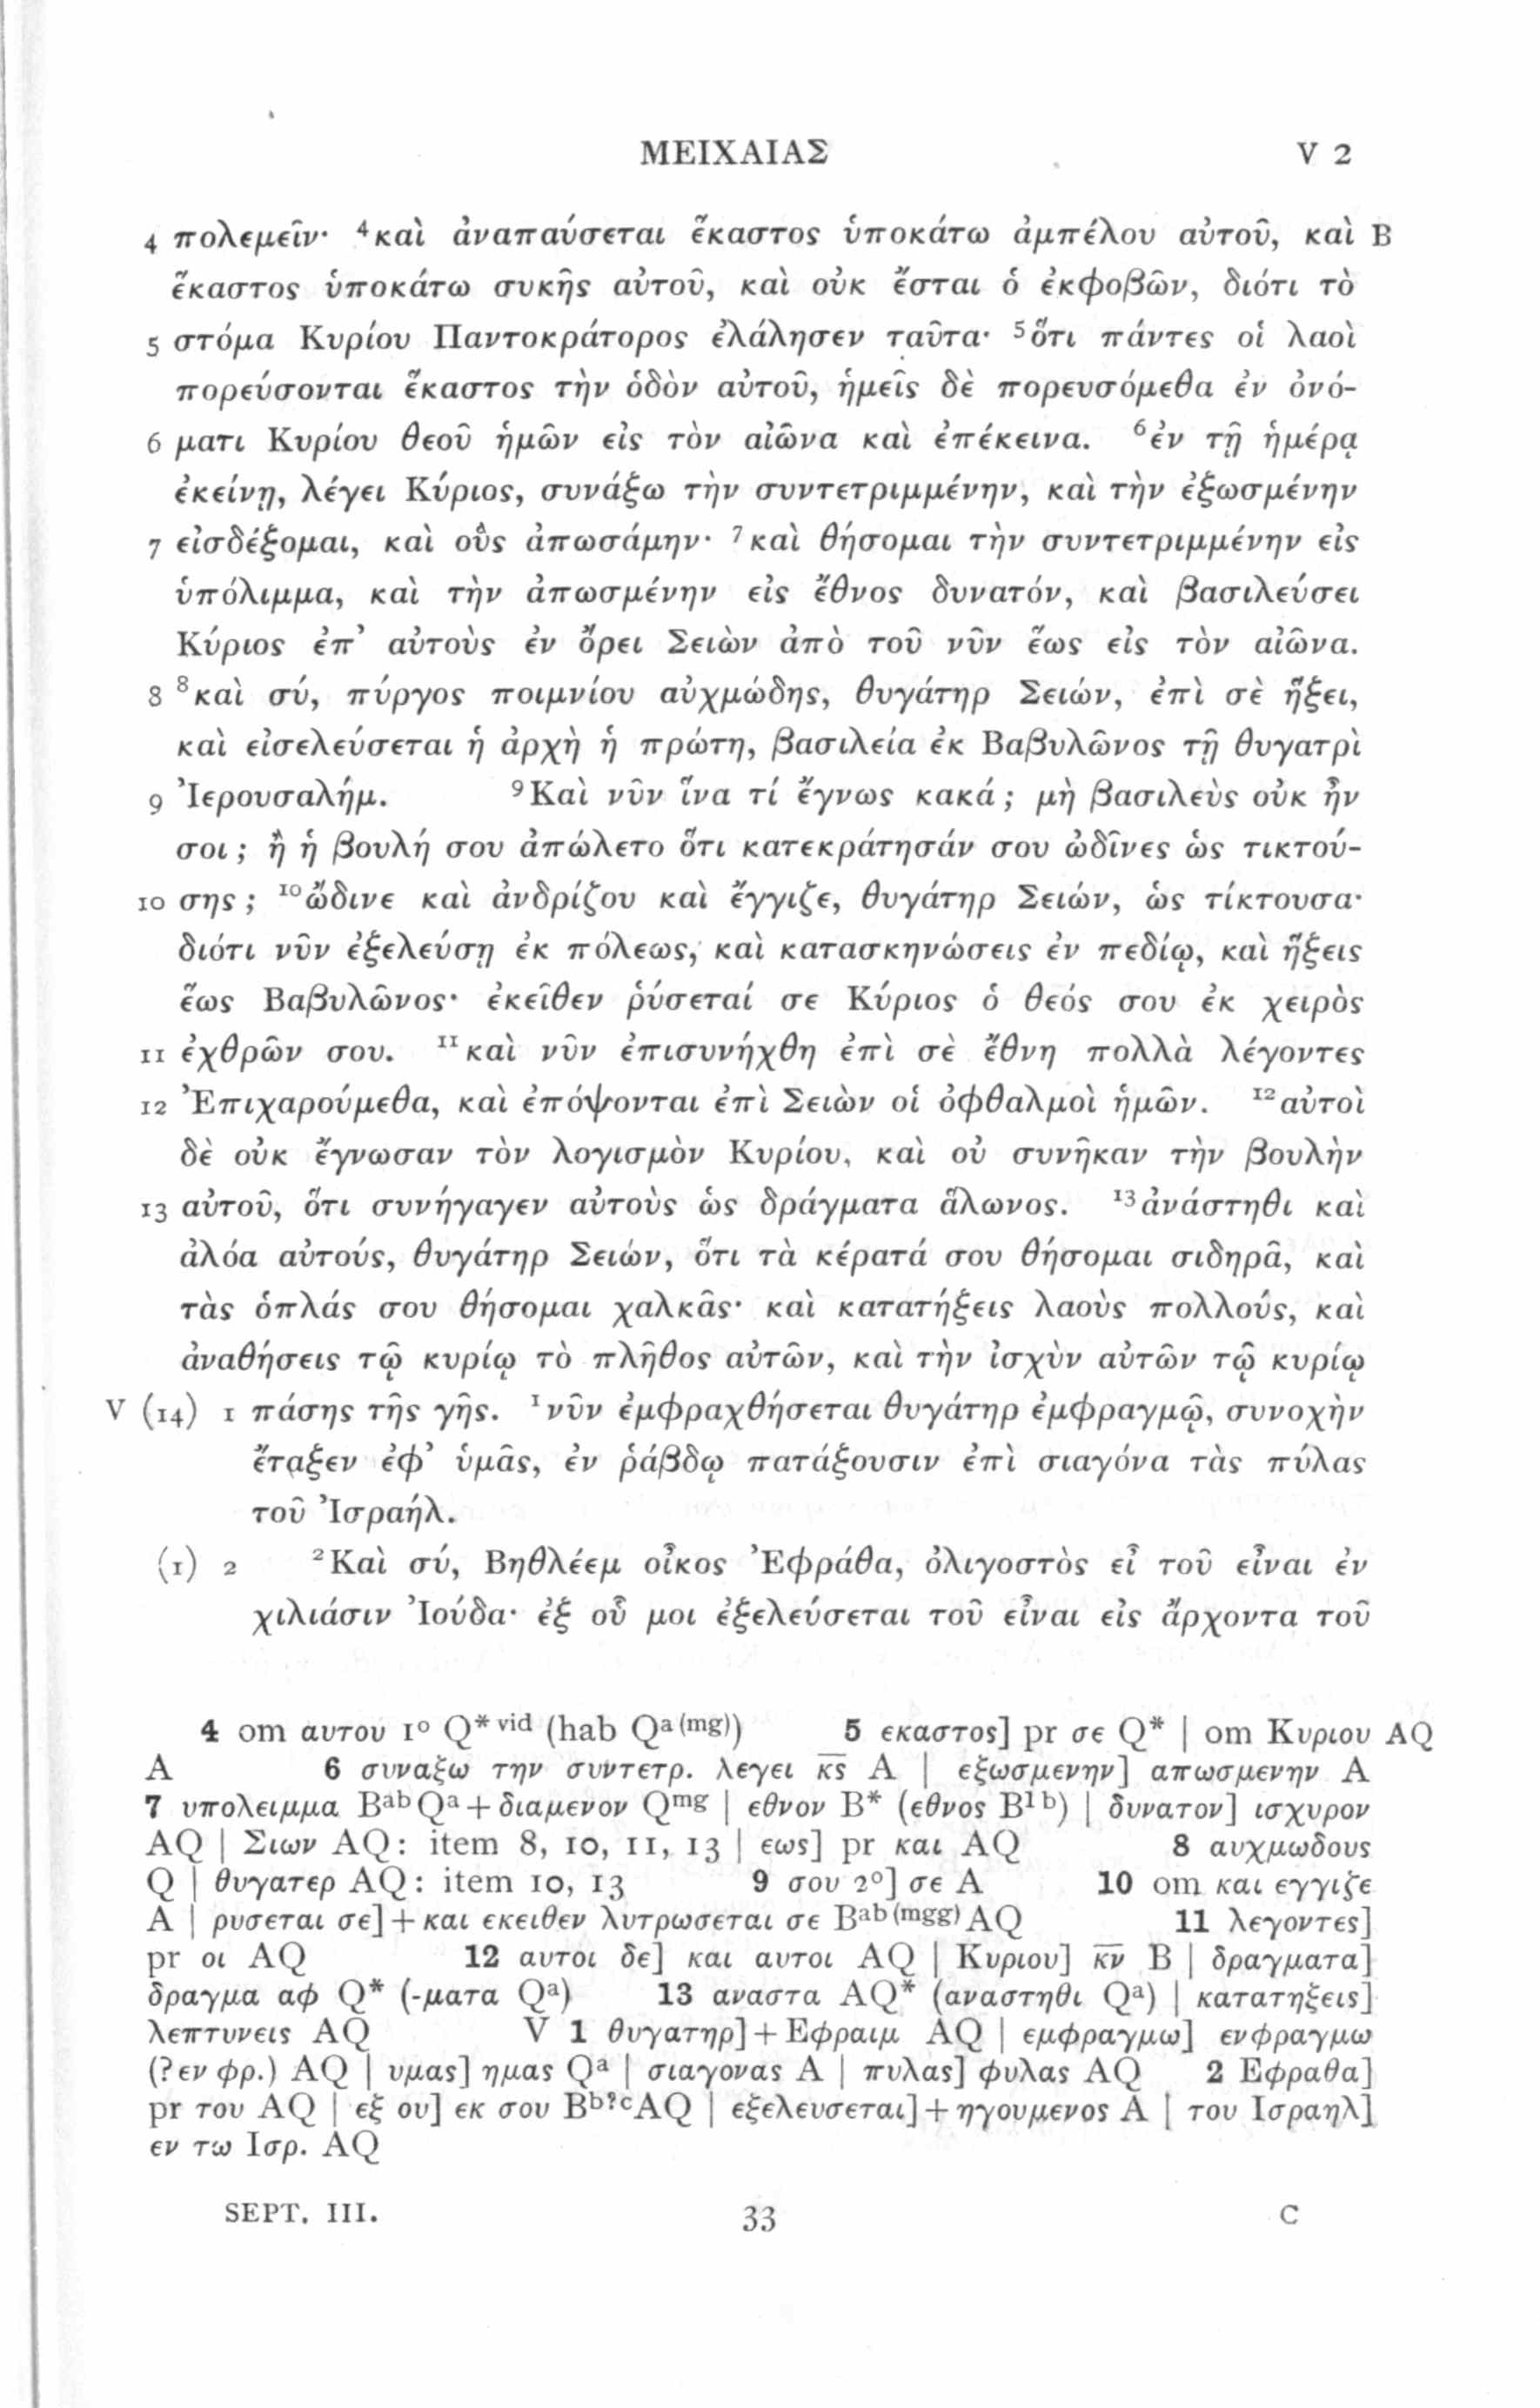 ΜΕΙΧΑΙΑΣ V 2
4 πολεμεῖν· ⁴καὶ ἀναπαύσεται ἕκαστος ὑποκάτω ἀμπέλου αὐτοῦ, καὶ B
ἕκαστος ὑποκάτω συκῆς αὐτοῦ, καὶ οὐκ ἔσται ὁ ἐκφοβῶν, διότι τὸ
5 στόμα Κυρίου Παντοκράτορος ἐλάλησεν ταῦτα· ⁵ὅτι πάντες οἱ λαοὶ
πορεύσονται ἕκαστος τὴν ὁδὸν αὐτοῦ, ἡμεῖς δὲ πορευσόμεθα ἐν ὀνό-
6 ματι Κυρίου θεοῦ ἡμῶν εἰς τὸν αἰῶνα καὶ ἐπέκεινα. ⁶ἐν τῇ ἡμέρᾳ
ἐκείνῃ, λέγει Κύριος, συνάξω τὴν συντετριμμένην, καὶ τὴν ἐξωσμένην
7 εἰσδέξομαι, καὶ οὓς ἀπωσάμην· ⁷καὶ θήσομαι τὴν συντετριμμένην εἰς
ὑπόλιμμα, καὶ τὴν ἀπωσμένην εἰς ἔθνος δυνατόν, καὶ βασιλεύσει
Κύριος ἐπ’ αὐτοὺς ἐν ὄρει Σειὼν ἀπὸ τοῦ νῦν ἕως εἰς τὸν αἰῶνα.
8 ⁸καὶ σύ, πύργος ποιμνίου αὐχμώδης, θυγάτηρ Σειών, ἐπὶ σὲ ἥξει,
καὶ εἰσελεύσεται ἡ ἀρχὴ ἡ πρώτη, βασιλεία ἐκ Βαβυλῶνος τῇ θυγατρὶ
9 Ἰερουσαλήμ. ⁹Καὶ νῦν ἵνα τί ἔγνως κακά; μὴ βασιλεὺς οὐκ ἦν
σοι; ἢ ἡ βουλή σου ἀπώλετο ὅτι κατεκράτησάν σου ὠδῖνες ὡς τικτού-
10 σης; ¹⁰ὤδινε καὶ ἀνδρίζου καὶ ἔγγιζε, θυγάτηρ Σειών, ὡς τίκτουσα·
διότι νῦν ἐξελεύσῃ ἐκ πόλεως, καὶ κατασκηνώσεις ἐν πεδίῳ, καὶ ἥξεις
ἕως Βαβυλῶνος· ἐκεῖθεν ῥύσεταί σε Κύριος ὁ θεός σου ἐκ χειρὸς
11 ἐχθρῶν σου. ¹¹καὶ νῦν ἐπισυνήχθη ἐπὶ σὲ ἔθνη πολλὰ λέγοντες
12 Ἐπιχαρούμεθα, καὶ ἐπόψονται ἐπὶ Σειὼν οἱ ὀφθαλμοὶ ἡμῶν. ¹²αὐτοὶ
δὲ οὐκ ἔγνωσαν τὸν λογισμὸν Κυρίου, καὶ οὐ συνῆκαν τὴν βουλὴν
13 αὐτοῦ, ὅτι συνήγαγεν αὐτοὺς ὡς δράγματα ἅλωνος. ¹³ἀνάστηθι καὶ
ἀλόα αὐτούς, θυγάτηρ Σειών, ὅτι τὰ κέρατά σου θήσομαι σιδηρᾶ, καὶ
τὰς ὁπλάς σου θήσομαι χαλκᾶς· καὶ κατατήξεις λαοὺς πολλούς, καὶ
ἀναθήσεις τῷ κυρίῳ τὸ πλῆθος αὐτῶν, καὶ τὴν ἰσχὺν αὐτῶν τῷ κυρίῳ
V (14) 1 πάσης τῆς γῆς. ¹νῦν ἐμφραχθήσεται θυγάτηρ ἐμφραγμῷ, συνοχὴν
ἔταξεν ἐφ’ ὑμᾶς, ἐν ῥάβδῳ πατάξουσιν ἐπὶ σιαγόνα τὰς πύλας
τοῦ Ἰσραήλ.
(1) 2 ²Καὶ σύ, Βηθλέεμ οἶκος Ἐφράθα, ὀλιγοστὸς εἶ τοῦ εἶναι ἐν
χιλιάσιν Ἰούδα· ἐξ οὗ μοι ἐξελεύσεται τοῦ εἶναι εἰς ἄρχοντα τοῦ
4 om αυτου 1º Q* vid (hab Qa (mg)) 5 εκαστος] pr σε Q* | om Κυριου AQ
A 6 συναξω την συντετρ. λεγει κ̅ς̅ A | εξωσμενην] απωσμενην A
7 υπολειμμα Bab Qa + διαμενον Qmg | εθνον B* (εθνος B1b) | δυνατον] ισχυρον
AQ | Σιων AQ: item 8, 10, 11, 13 | εως] pr και AQ 8 αυχμωδους
Q | θυγατερ AQ: item 10, 13 9 σου 2º] σε A 10 om και εγγιζε
A | ρυσεται σε] + και εκειθεν λυτρωσεται σε Bab (mgg) AQ 11 λεγοντες]
pr οι AQ 12 αυτοι δε] και αυτοι AQ | Κυριου] κ̅ν̅ B | δραγματα]
δραγμα αφ Q* (-ματα Qa) 13 αναστα AQ* (αναστηθι Qa) | κατατηξεις]
λεπτυνεις AQ V 1 θυγατηρ] + Εφραιμ AQ | εμφραγμω] ενφραγμω
(? εν φρ.) AQ | υμας] ημας Qa | σιαγονας A | πυλας] φυλας AQ 2 Εφραθα]
pr του AQ | εξ ου] εκ σου Bb?c AQ | εξελευσεται] + ηγουμενος A | του Ισραηλ]
εν τω Ισρ. AQ
SEPT. III. 33 C